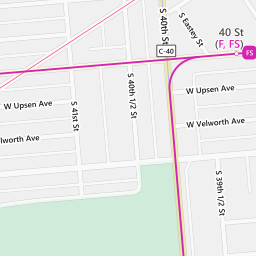 S 40th St
S Eastey St
40 St
(F, FS)
FS
C-40
S 40th 1/2 St
W Upsen Ave
W Upsen Ave
S 41st St
W Velworth Ave
elworth Ave
S 39th 1/2 St